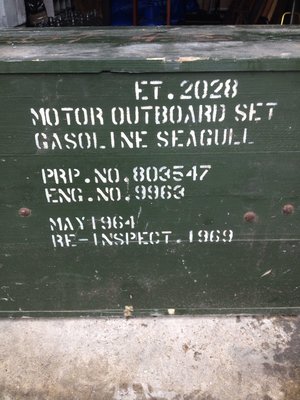 ET.2028
MOTOR OUTBOARD SET
GASOLINE SEAGULL
PRP.NO.803547
ENG.NO.9963
MAY 1964
RE-INSPECT.1969